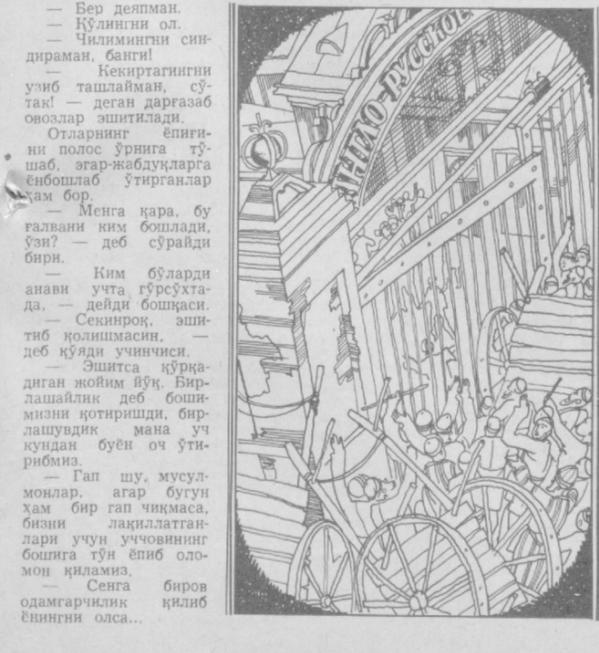 — Бер деяпман.
— Қўлингни ол.
— Чилимингни син-
дираман, банги!
— Кекиртагингни
узиб ташлайман, сў-
так! — деган дарғазаб
овозлар эшитилади.
Отларнинг ёпиғи-
ни полос ўрнига тў-
шаб, эгар-жабдуқларга
ёнбошлаб ўтирганлар
ҳам бор.
— Менга қара, бу
ғалвани ким бошлади,
ўзи? — деб сўрайди
бири.
— Ким бўларди
анави учта гўрсўхта-
да, — дейди бошқаси.
— Секинроқ, эши-
тиб қолишмасин, —
деб қўяди учинчиси.
— Эшитса қўрқа-
диган жойим йўқ. Бир-
лашайлик деб боши-
мизни қотиришди, бир-
лашувдик мана уч
кундан буён оч ўти-
рибмиз.
— Гап шу, мусул-
монлар, агар бугун
ҳам бир гап чиқмаса,
бизни лақиллатган-
лари учун уччовининг
бошига тўн ёпиб оло-
мон қиламиз.
— Сенга биров
одамгарчилик қилиб
ёнингни олса...
АНГЛО-РУССКОЕ